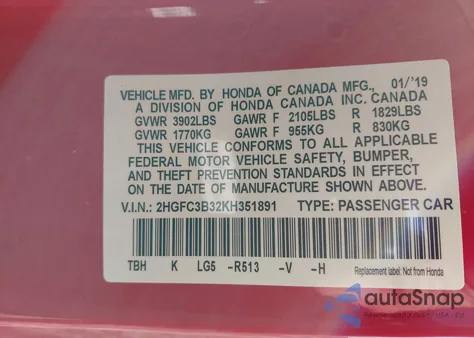 VEHICLE MFD. BY HONDA OF CANADA MFG., 01/'19
A DIVISION OF HONDA CANADA INC. CANADA
GVWR 3902LBS GAWR F 2105LBS R 1829LBS
GVWR 1770KG GAWR F 955KG R 830KG
THIS VEHICLE CONFORMS TO ALL APPLICABLE
FEDERAL MOTOR VEHICLE SAFETY, BUMPER,
AND THEFT PREVENTION STANDARDS IN EFFECT
ON THE DATE OF MANUFACTURE SHOWN ABOVE.
V.I.N.: 2HGFC3B32KH351891 TYPE: PASSENGER CAR
TBH K LG5 -R513 -V -H
Replacement label: Not from Honda
autoSnap